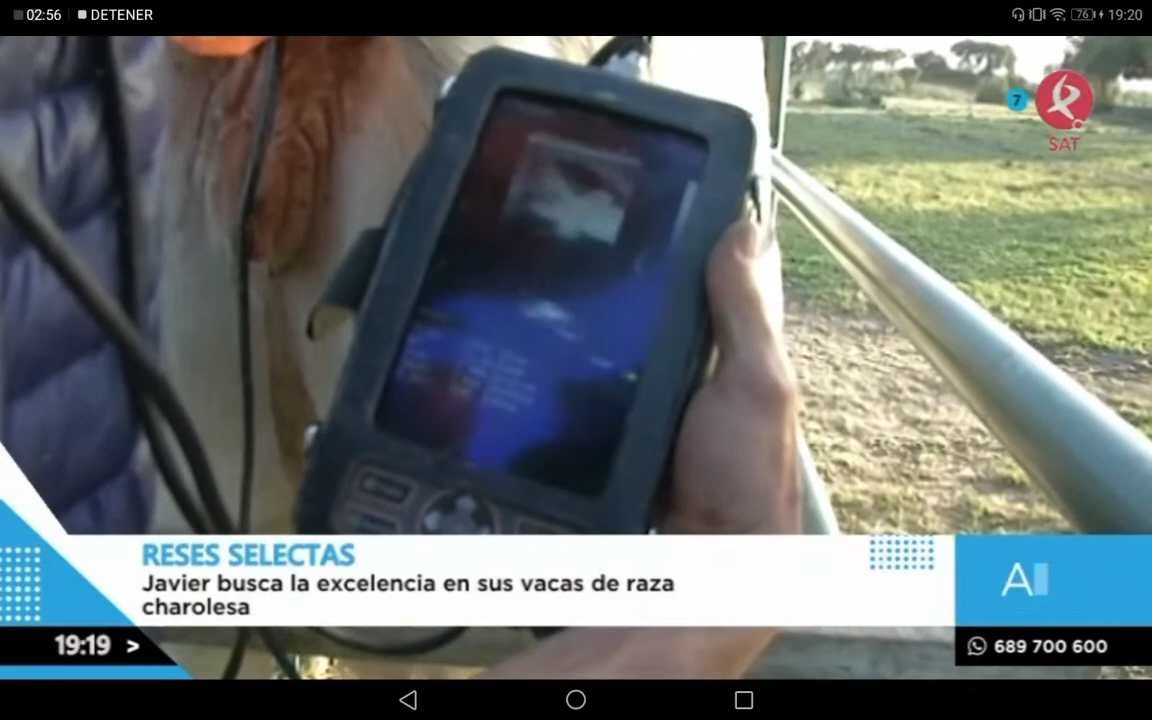 02:56 DETENER
76 19:20
7
SAT
RESES SELECTAS
Javier busca la excelencia en sus vacas de raza
charolesa
A
19:19 >
689 700 600